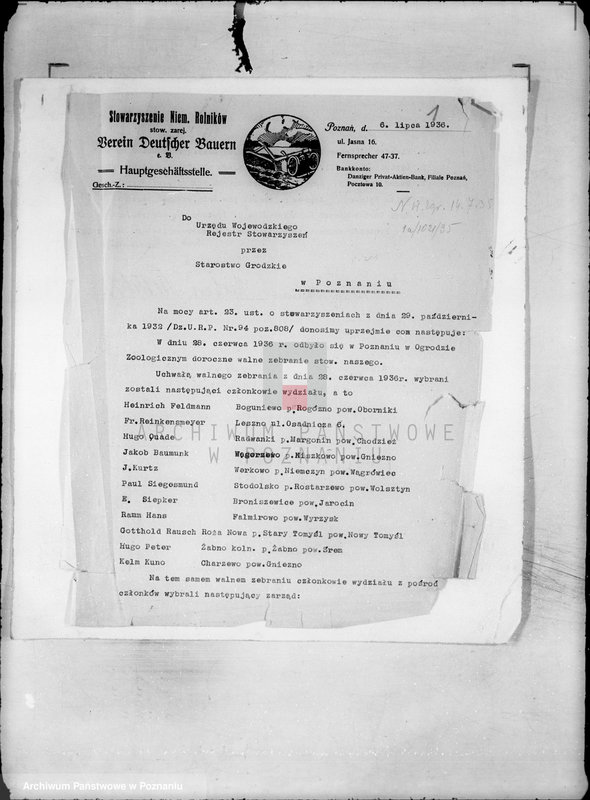 1
Stowarzyszenie Niem. Rolników
stow. zarej.
Verein Deutscher Bauern
e. V.
Hauptgeschäftsstelle.
Gesch.-Z.:
Poznań, d. 6. lipca 1936.
ul. Jasna 16.
Fernsprecher 47-37.
Bankkonto:
Danziger Privat-Aktien-Bank, Filiale Poznań,
Pocztowa 10.
Do
Urzędu Wojewodzkiego
Rejestr Stowarzyszeń
przez
Starostwo Grodzkie
w Poznaniu
Na mocy art. 23. ust. o stowarzyszeniach z dnia 29. październi-
ka 1932 /Dz.U.R.P. Nr.94 poz.808/ donosimy uprzejmie com następuje:
W dniu 28. czerwca 1936 r. odbyło się w Poznaniu w Ogrodzie
Zoologicznym doroczne walne zebranie stow. naszego.
Uchwałą walnego zebrania z dnia 28. czerwca 1936r. wybrani
zostali następujący członkowie wydziału, a to
Heinrich Feldmann Boguniewo p.Rogóźno pow.Oborniki
Fr.Reinkensmeyer Leszno ul.Osadnicza 6.
Hugo Quade Radwanki p.Margonin pow.Chodzież
Jakob Baumunk Węgorzewo p.Kiszkowo pow.Gniezno
J.Kurtz Werkowo p.Niemczyn pow.Wągrówiec
Paul Siegesmund Stodolsko p.Rostarzewo pow.Wolsztyn
E. Siepker Broniszewice pow.Jarocin
Ramm Hans Falmirowo pow.Wyrzysk
Gotthold Rausch Roża Nowa p.Stary Tomyśl pow.Nowy Tomyśl
Hugo Peter Żabno koln. p.Żabno pow.Śrem
Kelm Kuno Charzewo pow.Gniezno
Na tem samem walnem zebraniu członkowie wydziału z pośród
członków wybrali następujący zarząd:
ARCHIWUM PAŃSTWOWE
W POZNANIU
Archiwum Państwowe w Poznaniu